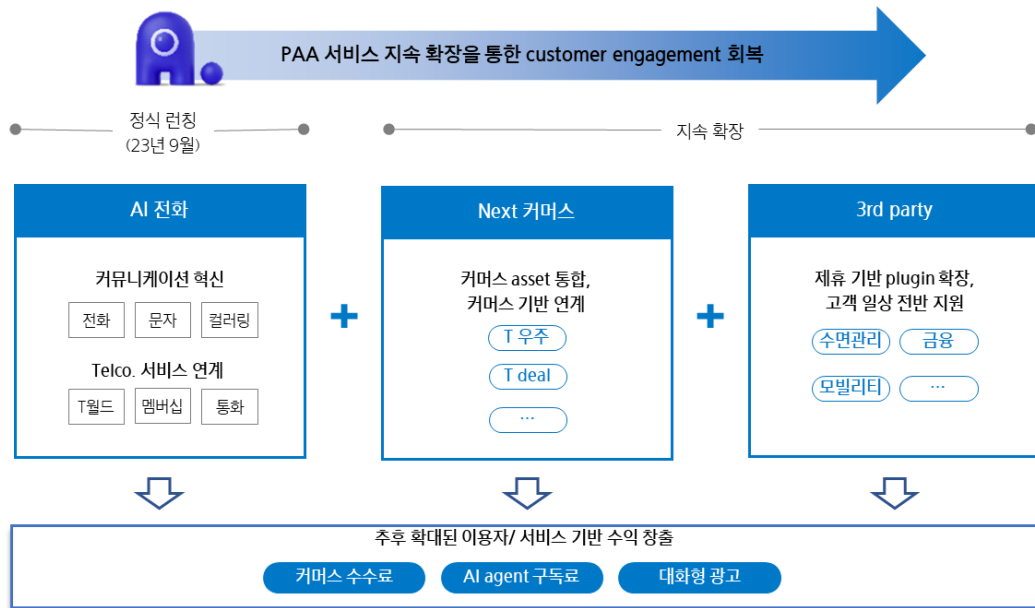 PAA 서비스 지속 확장을 통한 customer engagement 회복
정식 런칭
(23년 9월)
지속 확장
AI 전화
커뮤니케이션 혁신
전화 문자 컬러링
Telco. 서비스 연계
T월드 멤버십 통화
+
Next 커머스
커머스 asset 통합,
커머스 기반 연계
T 우주
T deal
…
+
3rd party
제휴 기반 plugin 확장,
고객 일상 전반 지원
수면관리 금융
모빌리티 …
추후 확대된 이용자/ 서비스 기반 수익 창출
커머스 수수료 AI agent 구독료 대화형 광고